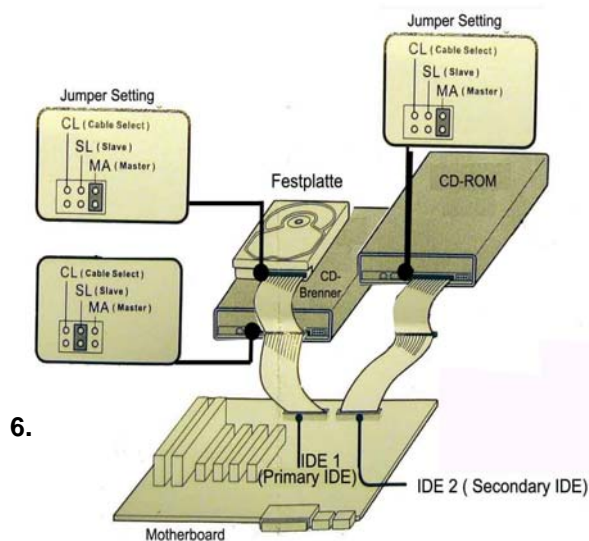 Jumper Setting
CL (Cable Select)
SL (Slave)
MA (Master)
Jumper Setting
CL (Cable Select)
SL (Slave)
MA (Master)
Festplatte
CD-ROM
CD-
Brenner
CL (Cable Select)
SL (Slave)
MA (Master)
6.
IDE 1
(Primary IDE)
IDE 2 ( Secondary IDE)
Motherboard